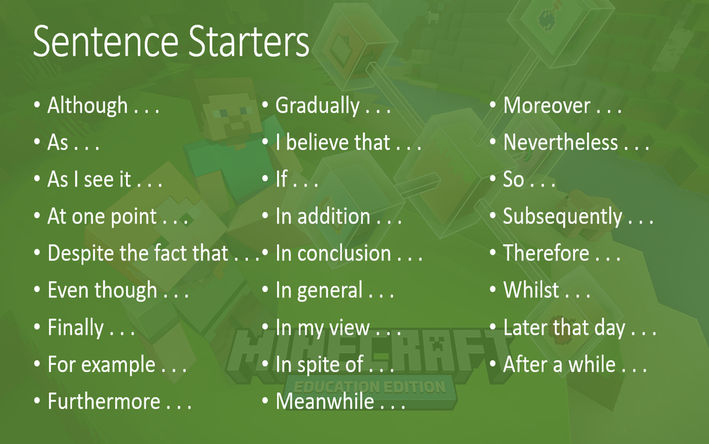 Sentence Starters
• Although . . .
• As . . .
• As I see it . . .
• At one point . . .
• Despite the fact that . . .
• Even though . . .
• Finally . . .
• For example . . .
• Furthermore . . .
• Gradually . . .
• I believe that . . .
• If . . .
• In addition . . .
• In conclusion . . .
• In general . . .
• In my view . . .
• In spite of . . .
• Meanwhile . . .
• Moreover . . .
• Nevertheless . . .
• So . . .
• Subsequently . . .
• Therefore . . .
• Whilst . . .
• Later that day . . .
• After a while . . .
MINECRAFT
EDUCATION EDITION